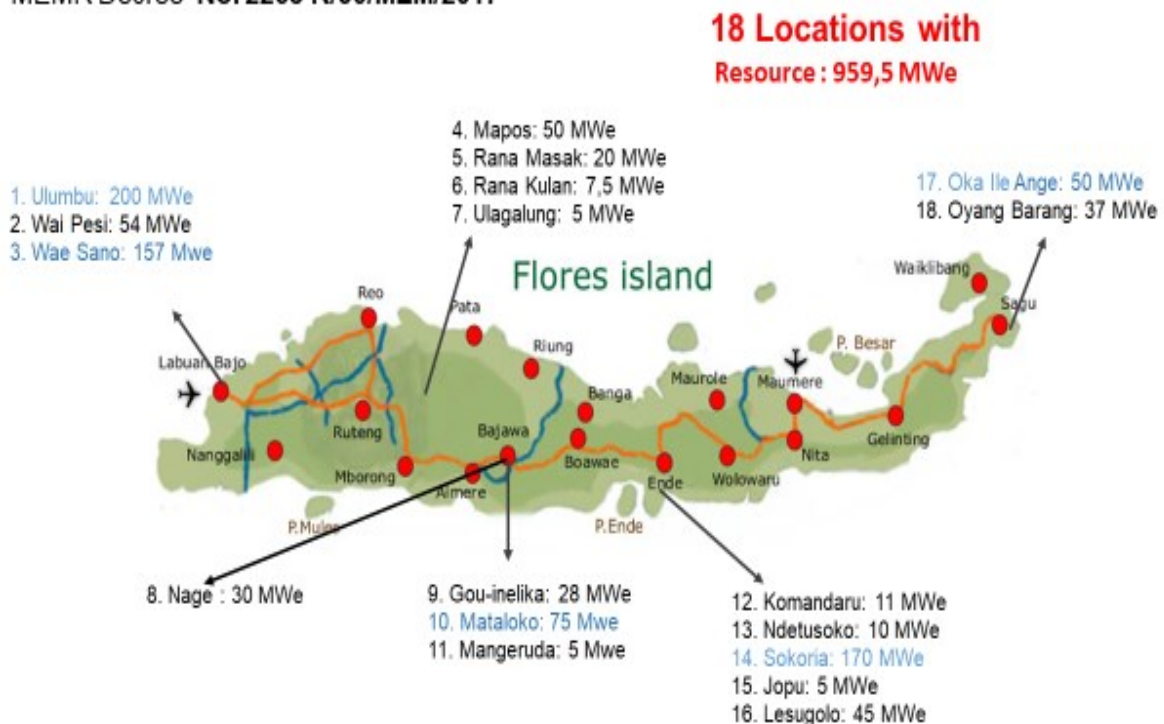 18 Locations with
Resource : 959,5 MWe
4. Mapos: 50 MWe
5. Rana Masak: 20 MWe
6. Rana Kulan: 7,5 MWe
7. Ulagalung: 5 MWe
1. Ulumbu: 200 MWe
2. Wai Pesi: 54 MWe
3. Wae Sano: 157 Mwe
17. Oka Ile Ange: 50 MWe
18. Oyang Barang: 37 MWe
Flores island
Waiklibang
Sagu
Reo
Pata
Riung
P. Besar
Labuan Bajo
Maurole
Maumere
Banga
Ruteng
Bajawa
Gelinting
Nanggalili
Mborong
Aimere
Boawae
Ende
Wolowaru
Nita
P.Mules
P.Ende
8. Nage : 30 MWe
9. Gou-inelika: 28 MWe
10. Mataloko: 75 Mwe
11. Mangeruda: 5 Mwe
12. Komandaru: 11 MWe
13. Ndetusoko: 10 MWe
14. Sokoria: 170 MWe
15. Jopu: 5 MWe
16. Lesugolo: 45 MWe